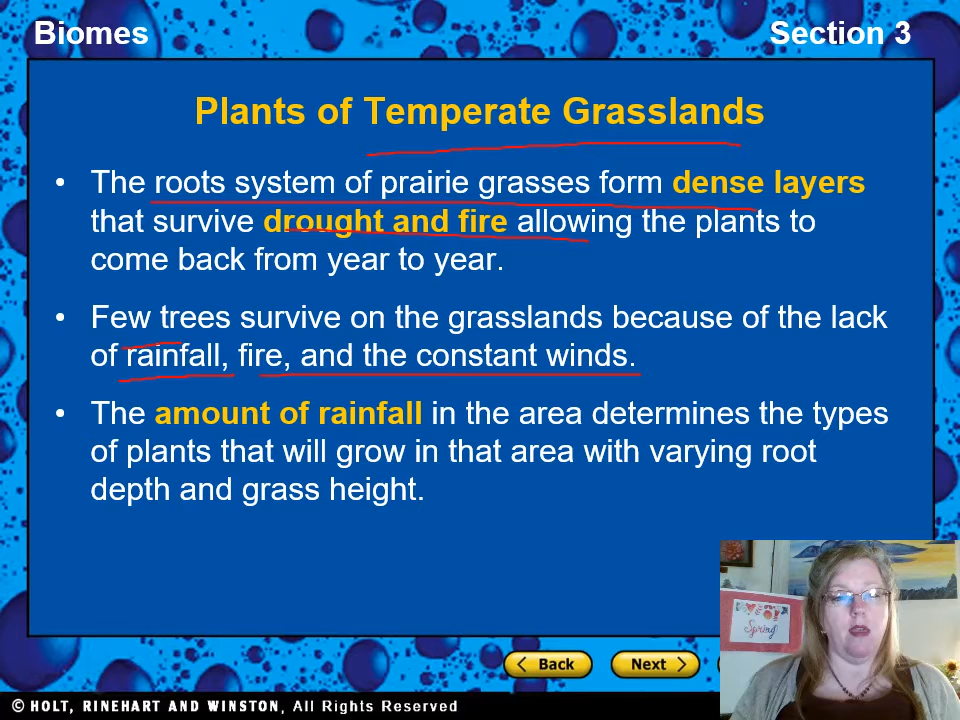 Biomes
Section 3
Plants of Temperate Grasslands
• The roots system of prairie grasses form dense layers
that survive drought and fire allowing the plants to
come back from year to year.
• Few trees survive on the grasslands because of the lack
of rainfall, fire, and the constant winds.
• The amount of rainfall in the area determines the types
of plants that will grow in that area with varying root
depth and grass height.
Spring
< Back
Next >
© HOLT, RINEHART AND WINSTON, All Rights Reserved